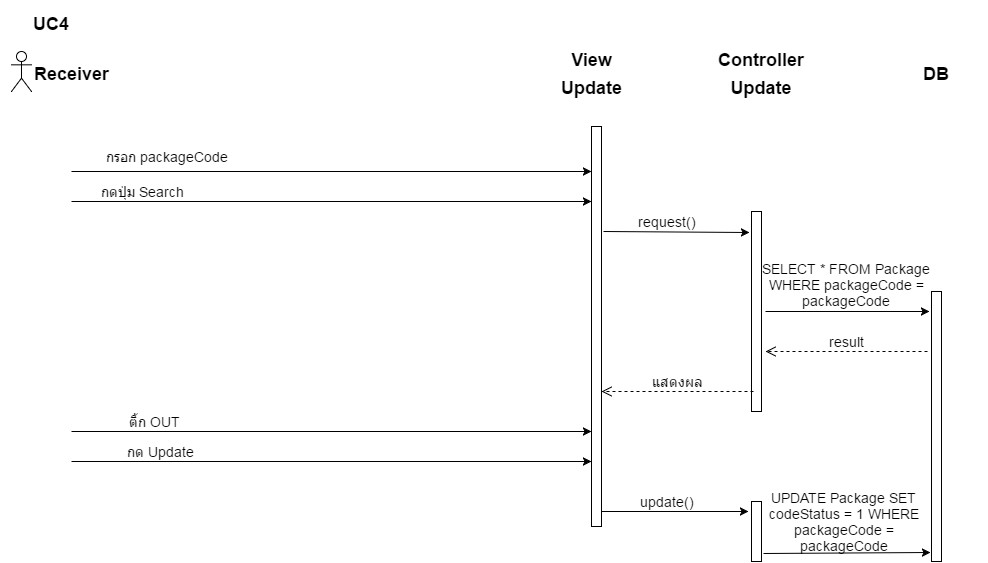 UC4
Receiver
View
Update
Controller
Update
DB
กรอก packageCode
กดปุ่ม Search
request()
SELECT * FROM Package
WHERE packageCode =
packageCode
result
แสดงผล
ติ๊ก OUT
กด Update
update()
UPDATE Package SET
codeStatus = 1 WHERE
packageCode =
packageCode